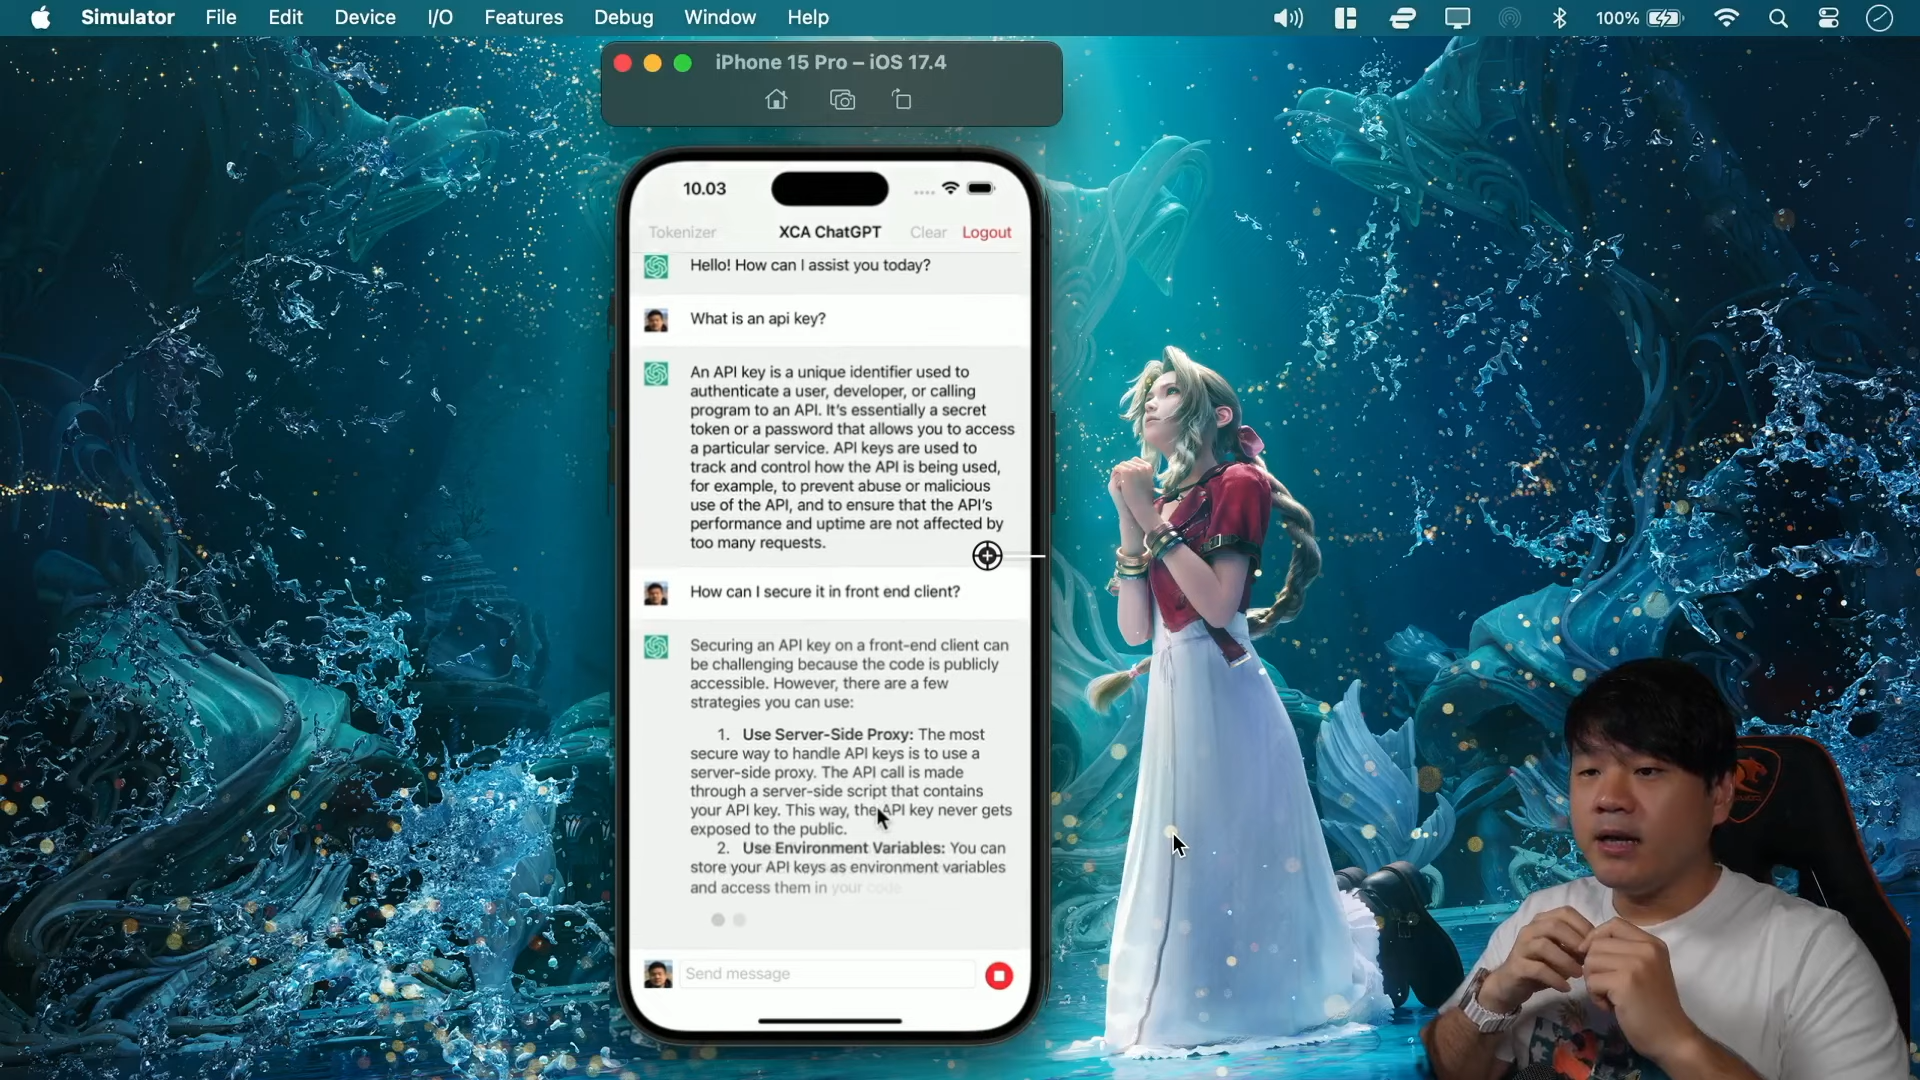 Simulator File Edit Device I/O Features Debug Window Help 100%
iPhone 15 Pro – iOS 17.4
10.03
Tokenizer XCA ChatGPT Clear Logout
Hello! How can I assist you today?
What is an api key?
An API key is a unique identifier used to
authenticate a user, developer, or calling
program to an API. It's essentially a secret
token or a password that allows you to access
a particular service. API keys are used to
track and control how the API is being used,
for example, to prevent abuse or malicious
use of the API, and to ensure that the API's
performance and uptime are not affected by
too many requests.
How can I secure it in front end client?
Securing an API key on a front-end client can
be challenging because the code is publicly
accessible. However, there are a few
strategies you can use:
1. Use Server-Side Proxy: The most
secure way to handle API keys is to use a
server-side proxy. The API call is made
through a server-side script that contains
your API key. This way, the API key never gets
exposed to the public.
2. Use Environment Variables: You can
store your API keys as environment variables
and access them in your code
Send message